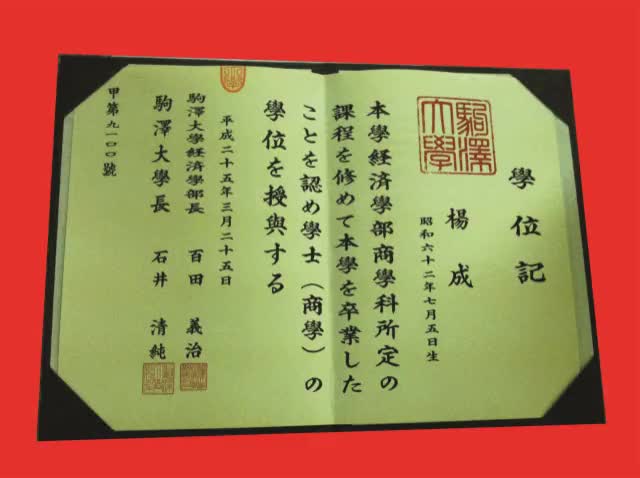 學位記
駒澤大學
楊成
昭和六十二年七月五日生
本學経済學部商學科所定の
課程を修めて本學を卒業した
ことを認め學士（商學）の
學位を授與する
平成二十五年三月二十五日
駒澤大學経済學部長 百田 義治
駒澤大學長 石井 清純
甲第九一〇〇號